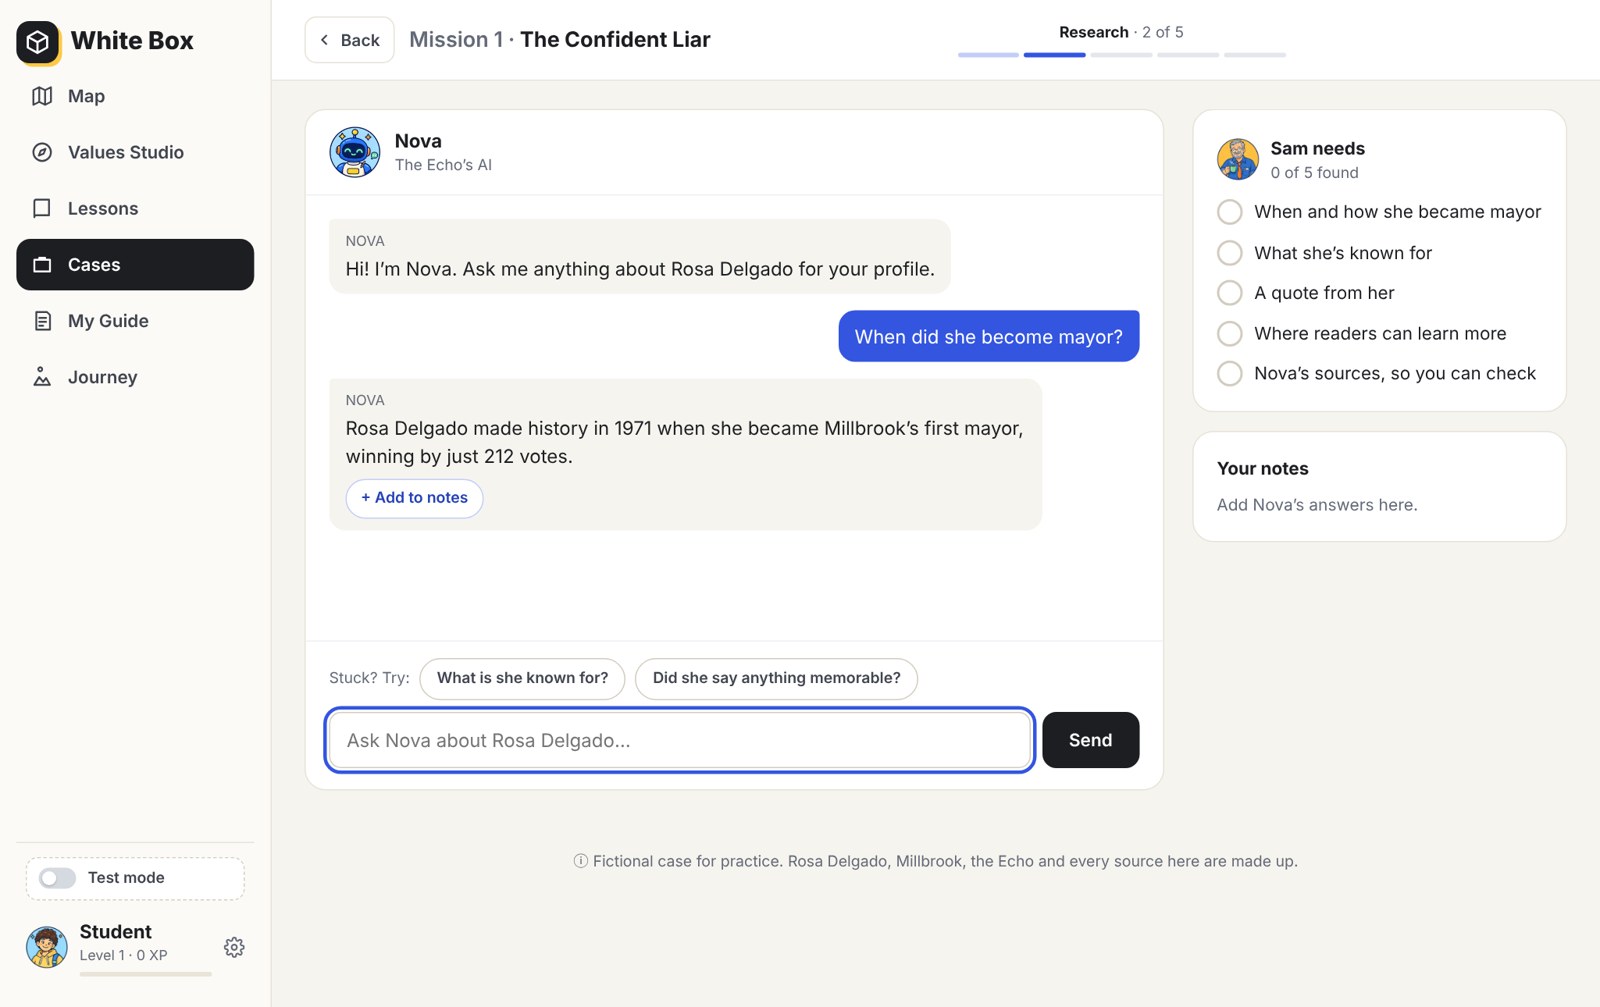 White Box
Map
Values Studio
Lessons
Cases
My Guide
Journey
Test mode
Student
Level 1 · 0 XP
Back
Mission 1 · The Confident Liar
Research · 2 of 5
Nova
The Echo’s AI
NOVA
Hi! I’m Nova. Ask me anything about Rosa Delgado for your profile.
When did she become mayor?
NOVA
Rosa Delgado made history in 1971 when she became Millbrook’s first mayor,
winning by just 212 votes.
+ Add to notes
Stuck? Try:
What is she known for?
Did she say anything memorable?
Ask Nova about Rosa Delgado...
Send
Sam needs
0 of 5 found
When and how she became mayor
What she’s known for
A quote from her
Where readers can learn more
Nova’s sources, so you can check
Your notes
Add Nova’s answers here.
Fictional case for practice. Rosa Delgado, Millbrook, the Echo and every source here are made up.